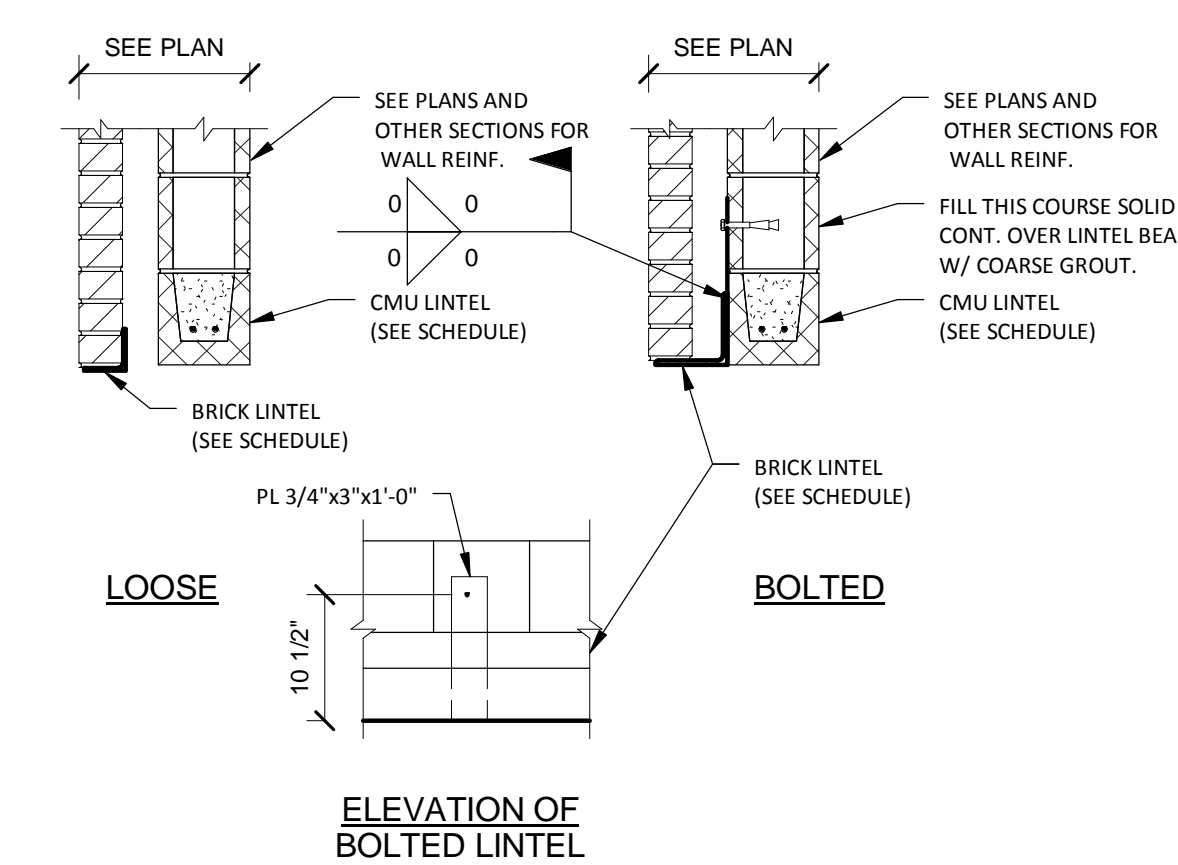 SEE PLAN
SEE PLANS AND
OTHER SECTIONS FOR
WALL REINF.
0 0
0 0
CMU LINTEL
(SEE SCHEDULE)
BRICK LINTEL
(SEE SCHEDULE)
LOOSE
SEE PLAN
SEE PLANS AND
OTHER SECTIONS FOR
WALL REINF.
FILL THIS COURSE SOLID
CONT. OVER LINTEL BEA
W/ COARSE GROUT.
CMU LINTEL
(SEE SCHEDULE)
BRICK LINTEL
(SEE SCHEDULE)
BOLTED
PL 3/4"x3"x1'-0"
10 1/2"
ELEVATION OF
BOLTED LINTEL